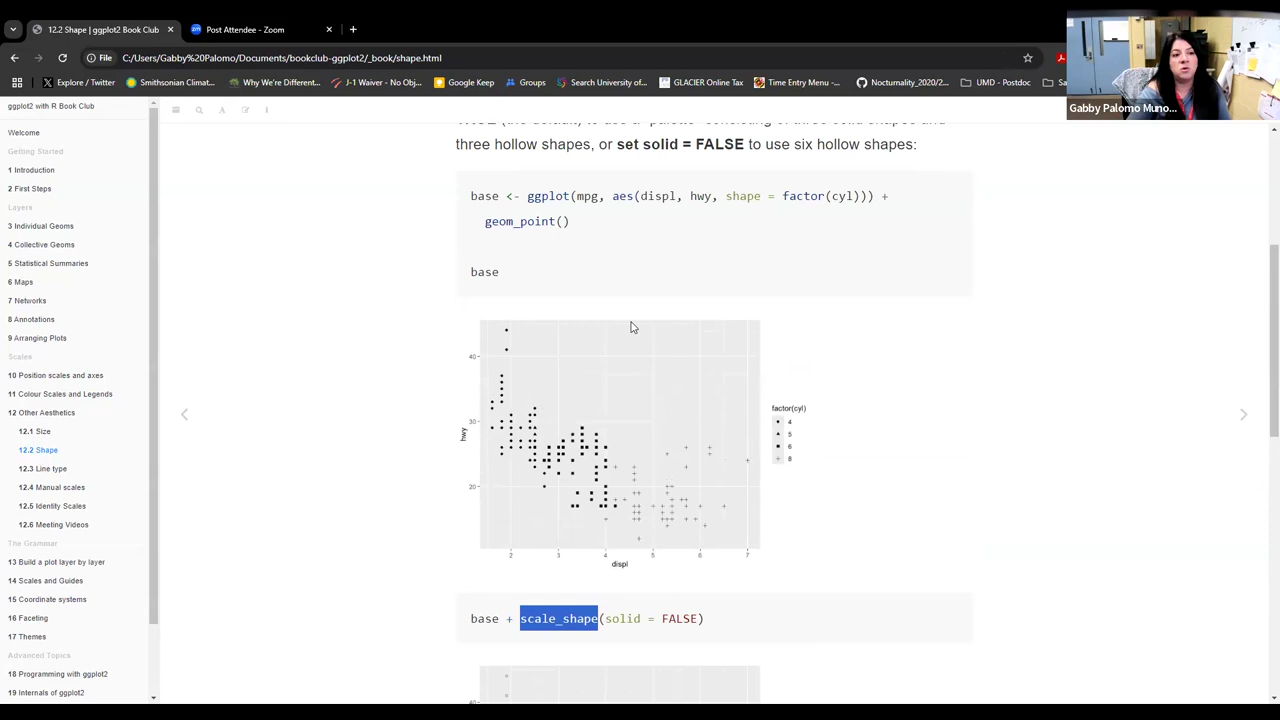 12.2 Shape | ggplot2 Book Club
Post Attendee - Zoom
File
C:/Users/Gabby%20Palomo/Documents/bookclub-ggplot2/_book/shape.html
Explore / Twitter
Smithsonian Climat...
Why We're Different...
J-1 Waiver - No Obj...
Google Keep
Groups
Search University of...
GLACIER Online Tax
Time Entry Menu -...
Nocturnality_2020/2...
UMD - Postdoc
Sa
Gabby Palomo Muno...
ggplot2 with R Book Club
Welcome
Getting Started
1 Introduction
2 First Steps
Layers
3 Individual Geoms
4 Collective Geoms
5 Statistical Summaries
6 Maps
7 Networks
8 Annotations
9 Arranging Plots
Scales
10 Position scales and axes
11 Colour Scales and Legends
12 Other Aesthetics
12.1 Size
12.2 Shape
12.3 Line type
12.4 Manual scales
12.5 Identity Scales
12.6 Meeting Videos
The Grammar
13 Build a plot layer by layer
14 Scales and Guides
15 Coordinate systems
16 Faceting
17 Themes
Advanced Topics
18 Programming with ggplot2
19 Internals of ggplot2
three hollow shapes, or set solid = FALSE to use six hollow shapes:
base <- ggplot(mpg, aes(displ, hwy, shape = factor(cyl))) +
geom_point()
base
40
30
20
hwy
2 3 4 5 6 7
displ
factor(cyl)
4
5
6
8
base + scale_shape(solid = FALSE)
40